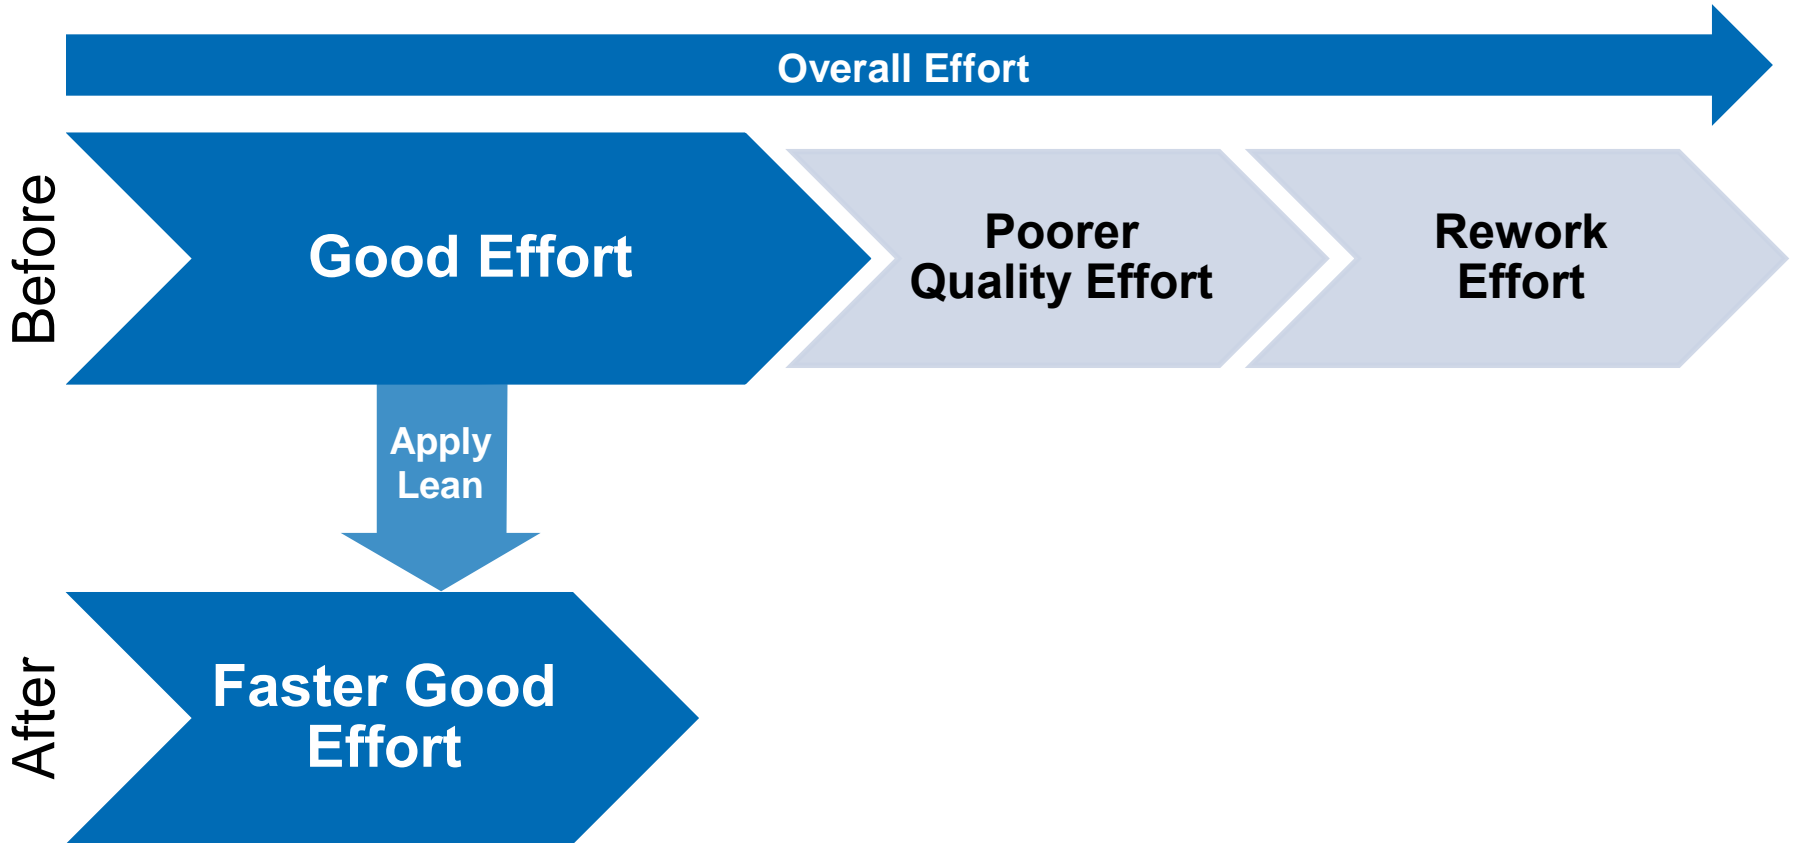 Overall Effort
Before
Good Effort
Poorer
Quality Effort
Rework
Effort
Apply
Lean
After
Faster Good
Effort